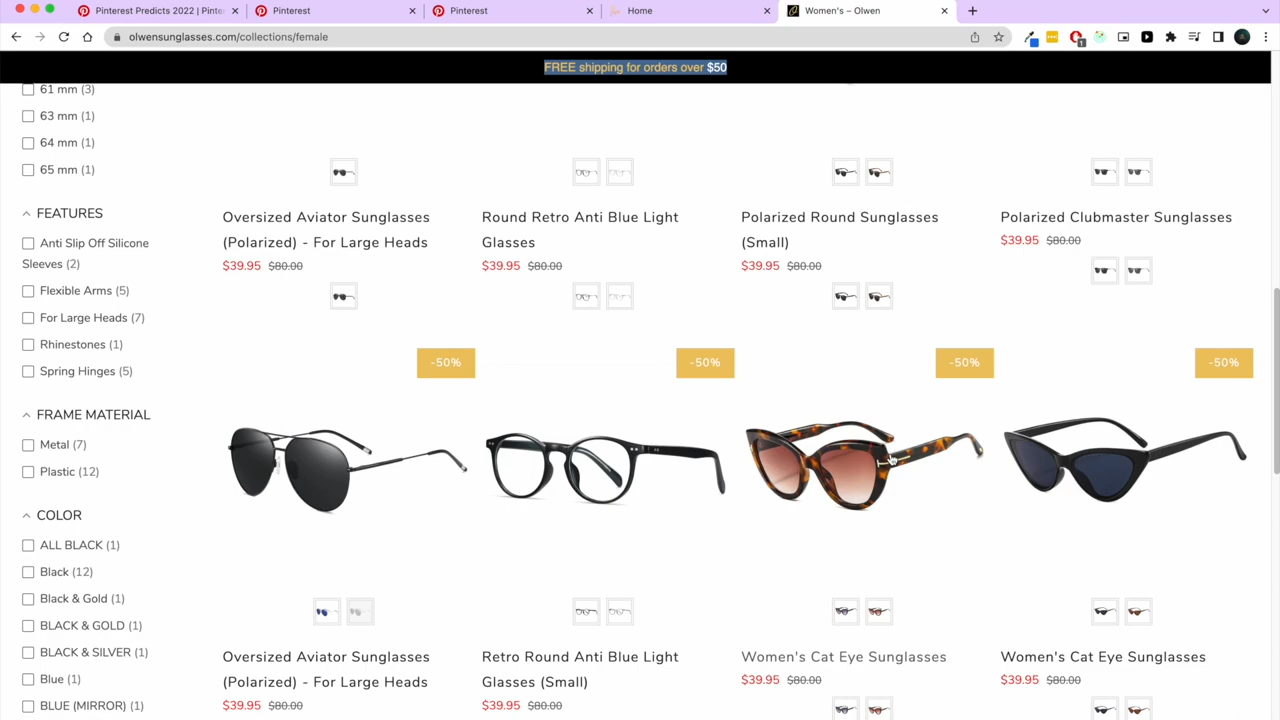 Pinterest Predicts 2022 | Pint
Pinterest
Pinterest
Home
Women's – Olwen
olwensunglasses.com/collections/female
1
FREE shipping for orders over $50
61 mm (3)
63 mm (1)
64 mm (1)
65 mm (1)
FEATURES
Anti Slip Off Silicone
Sleeves (2)
Flexible Arms (5)
For Large Heads (7)
Rhinestones (1)
Spring Hinges (5)
FRAME MATERIAL
Metal (7)
Plastic (12)
COLOR
ALL BLACK (1)
Black (12)
Black & Gold (1)
BLACK & GOLD (1)
BLACK & SILVER (1)
Blue (1)
BLUE (MIRROR) (1)
Oversized Aviator Sunglasses
(Polarized) - For Large Heads
$39.95 $80.00
Round Retro Anti Blue Light
Glasses
$39.95 $80.00
Polarized Round Sunglasses
(Small)
$39.95 $80.00
Polarized Clubmaster Sunglasses
$39.95 $80.00
-50%
-50%
-50%
-50%
Oversized Aviator Sunglasses
(Polarized) - For Large Heads
$39.95 $80.00
Retro Round Anti Blue Light
Glasses (Small)
$39.95 $80.00
Women's Cat Eye Sunglasses
$39.95 $80.00
Women's Cat Eye Sunglasses
$39.95 $80.00